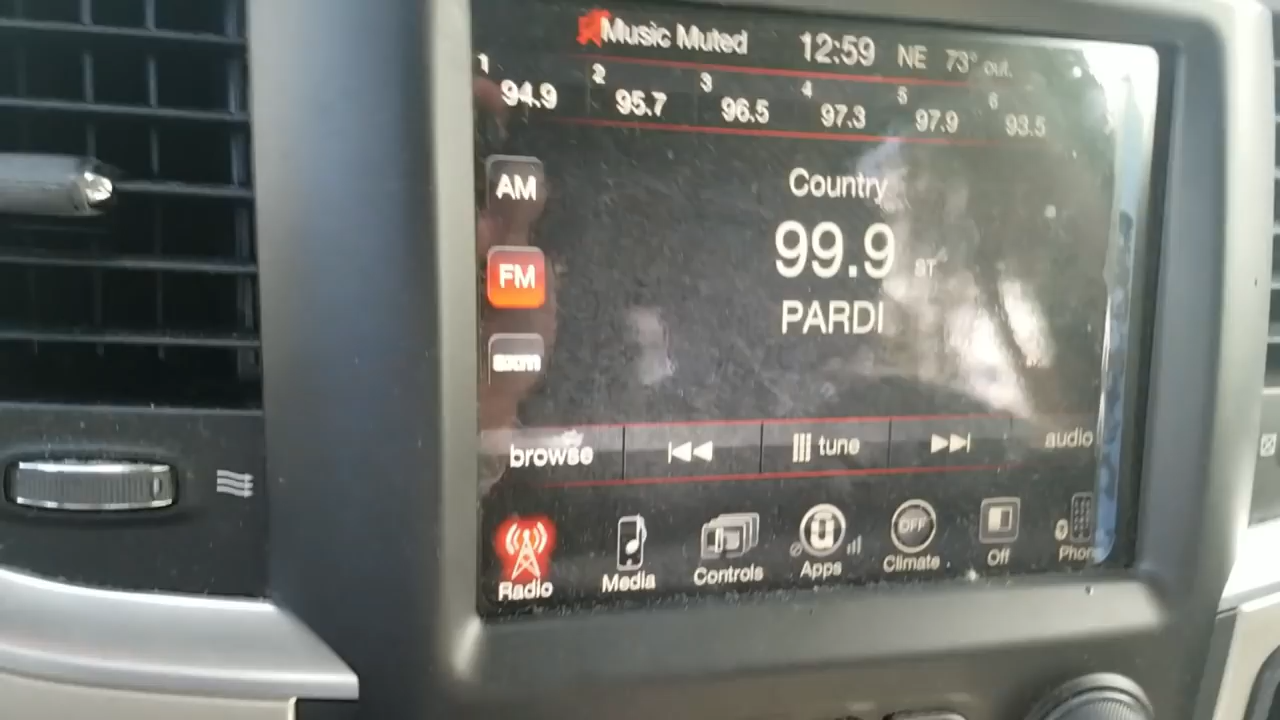 Music Muted 12:59 NE 73° out.
1 94.9 2 95.7 3 96.5 4 97.3 5 97.9 6 93.5
AM
Country
99.9 ST
FM
PARDI
sxm
browse tune audio
OFF
Radio Media Controls Apps Climate Off Phon